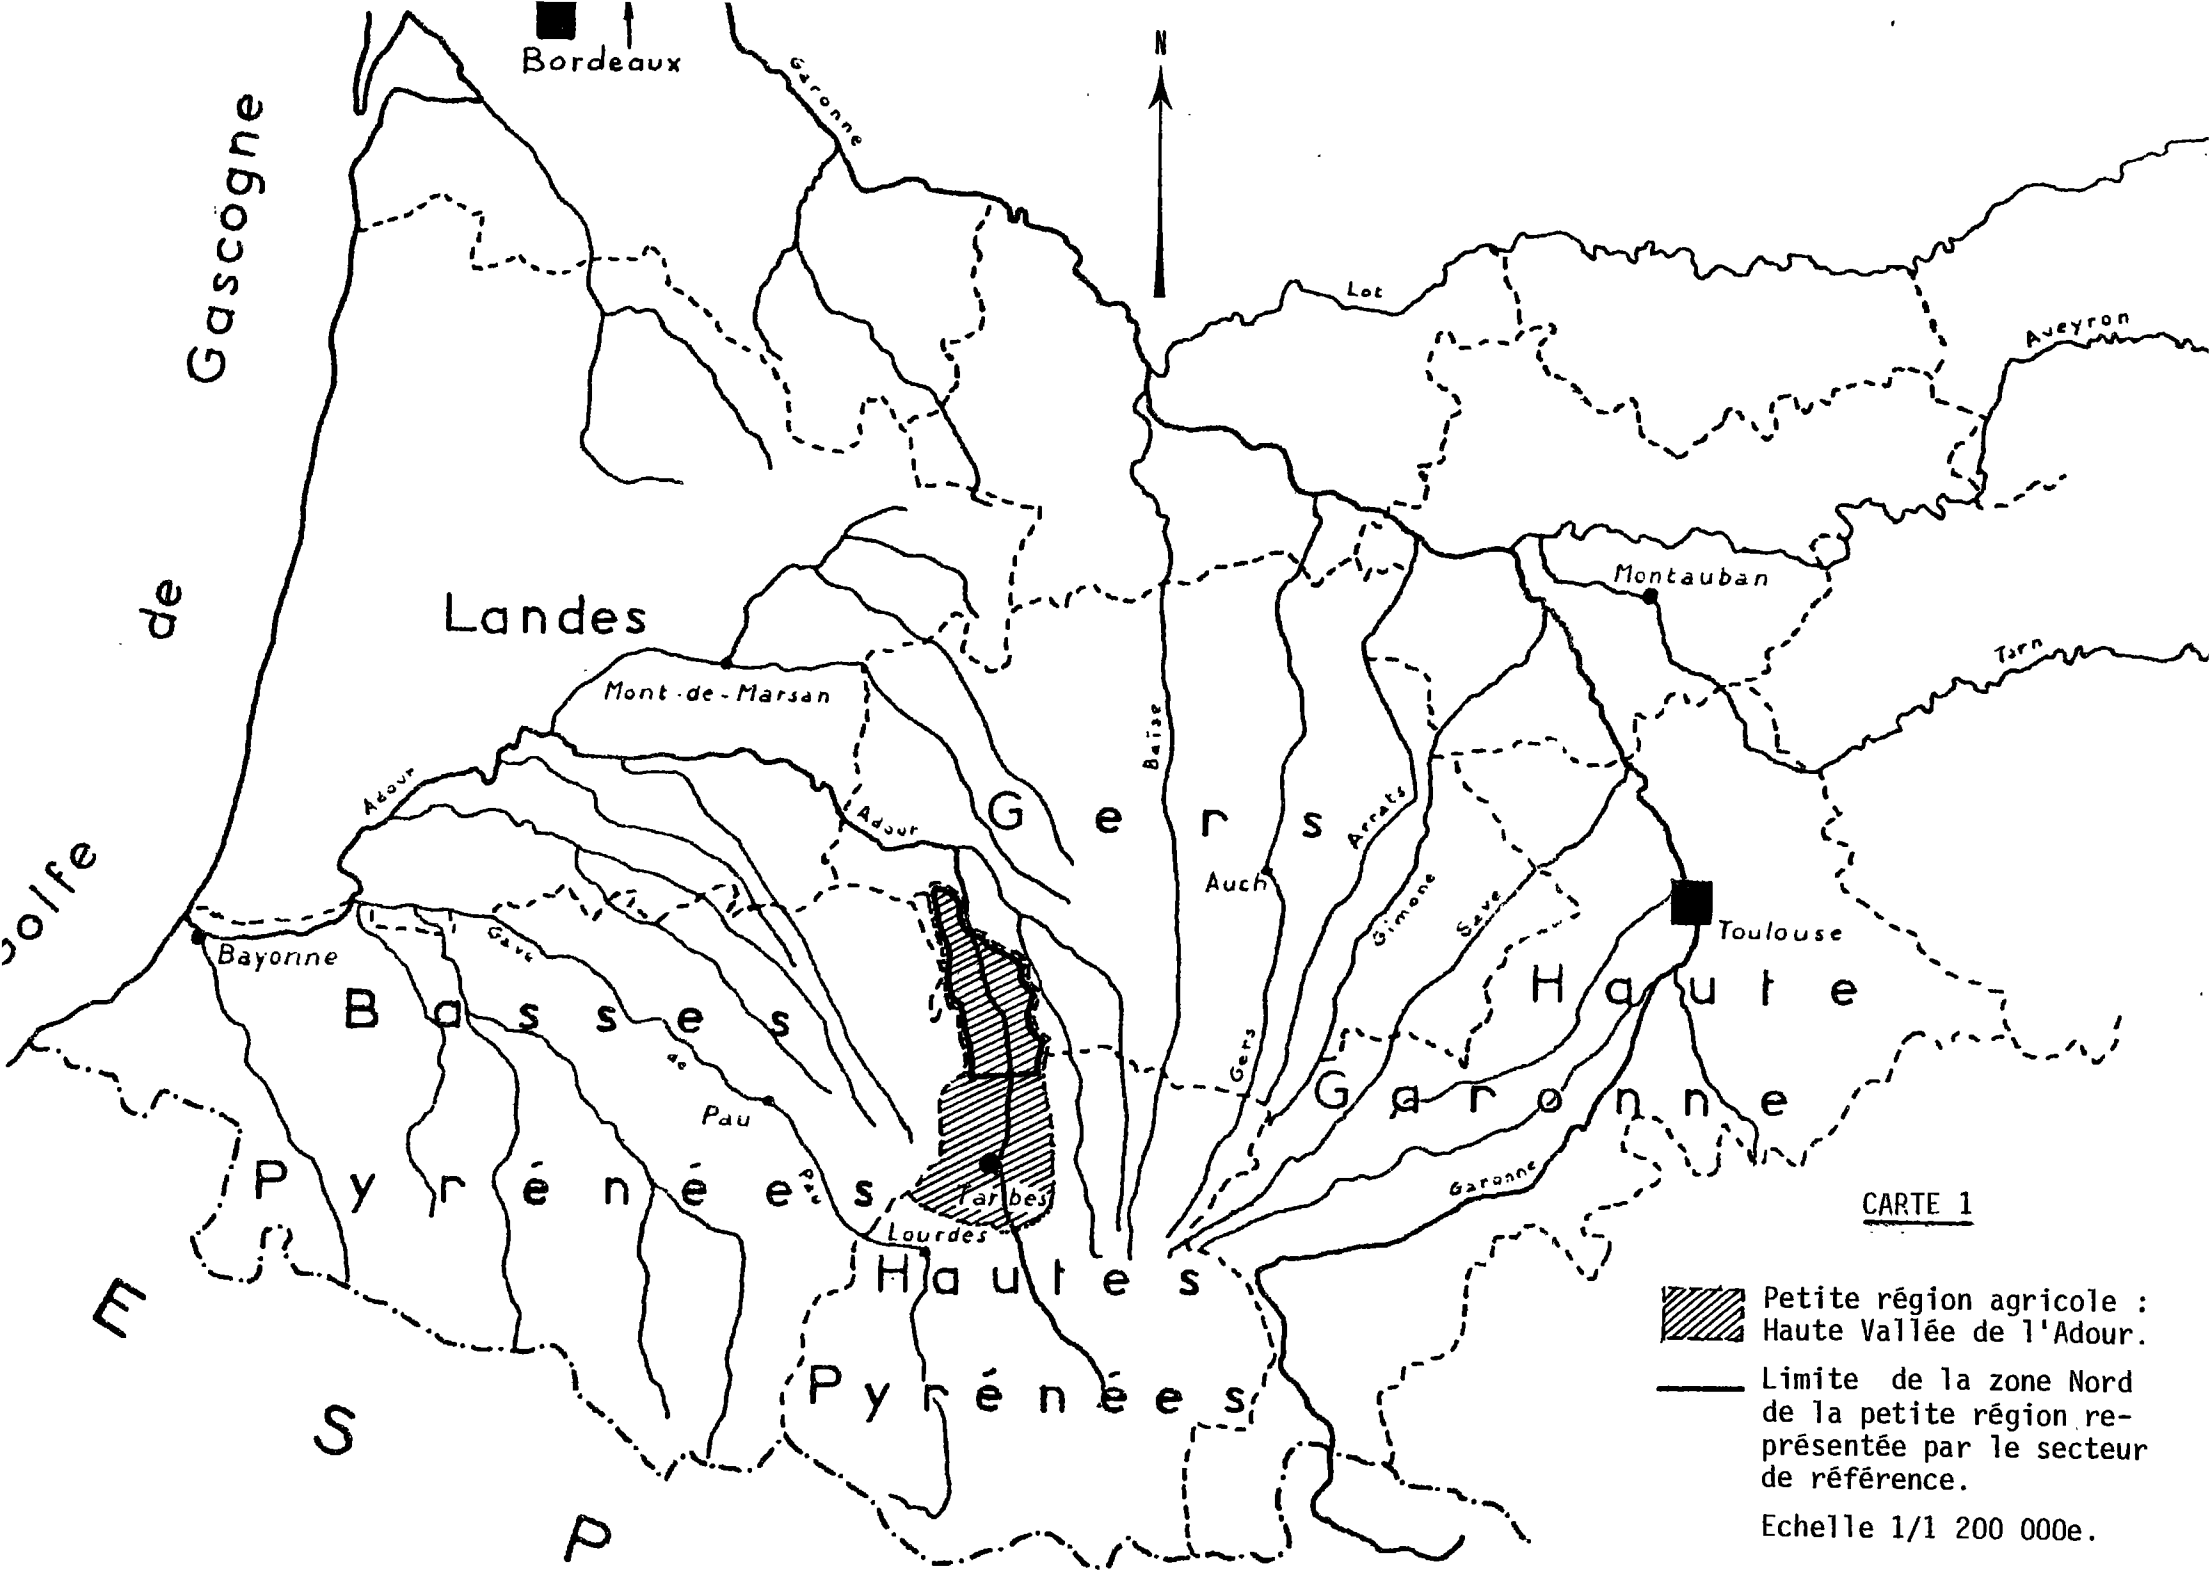 Bordeaux
Garonne
N
Gascogne
de
Golfe
Lot
Aveyron
Montauban
Tarn
Landes
Mont-de-Marsan
Adour
Adour
Baïse
Gers
Arrats
Auch
Gimone
Save
Toulouse
Bayonne
Gave
de
Pau
Basses
Pyrénées
Pau
Gers
Haute
Garonne
Garonne
Tarbes
Lourdes
Hautes
Pyrénées
E
S
P
CARTE 1
Petite région agricole :
Haute Vallée de l'Adour.
Limite de la zone Nord
de la petite région re-
présentée par le secteur
de référence.
Echelle 1/1 200 000e.